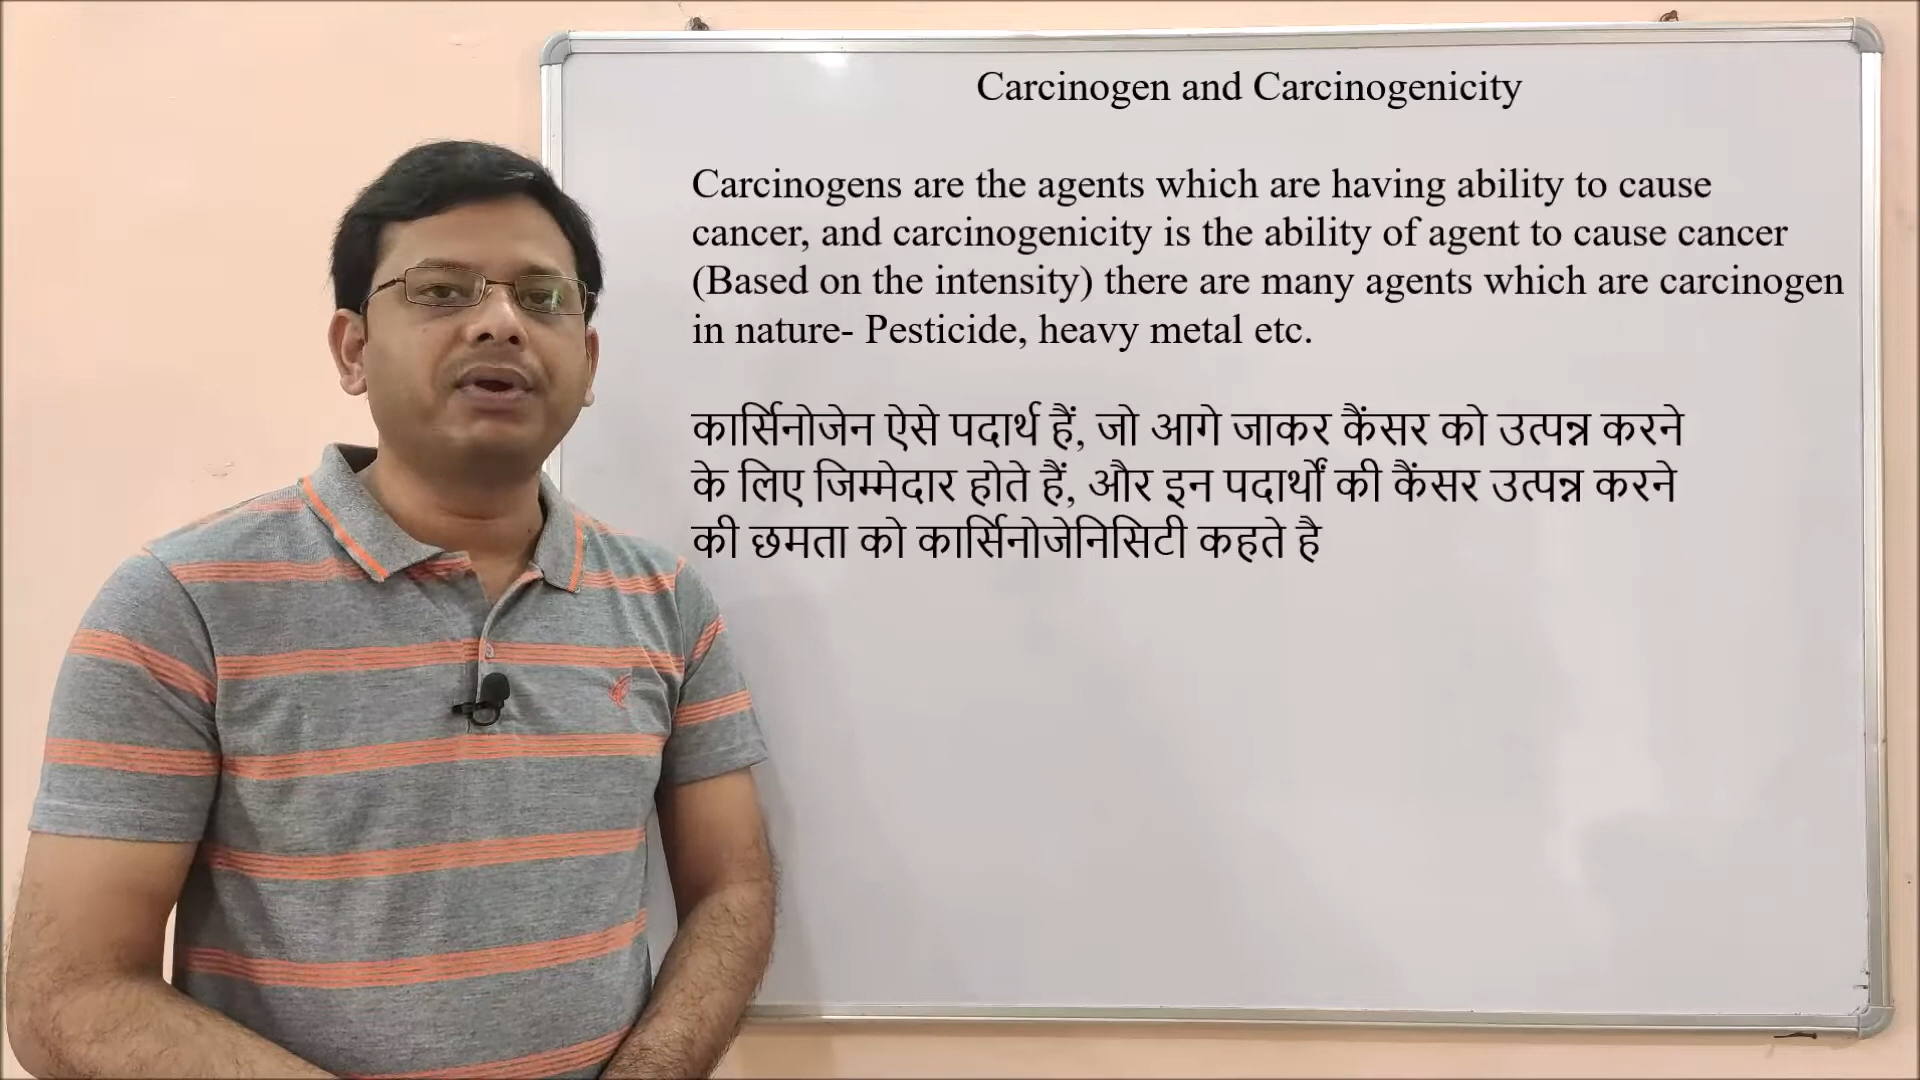 Carcinogen and Carcinogenicity
Carcinogens are the agents which are having ability to cause
cancer, and carcinogenicity is the ability of agent to cause cancer
(Based on the intensity) there are many agents which are carcinogen
in nature- Pesticide, heavy metal etc.
कार्सिनोजेन ऐसे पदार्थ हैं, जो आगे जाकर कैंसर को उत्पन्न करने
के लिए जिम्मेदार होते हैं, और इन पदार्थों की कैंसर उत्पन्न करने
की छमता को कार्सिनोजेनिसिटी कहते है